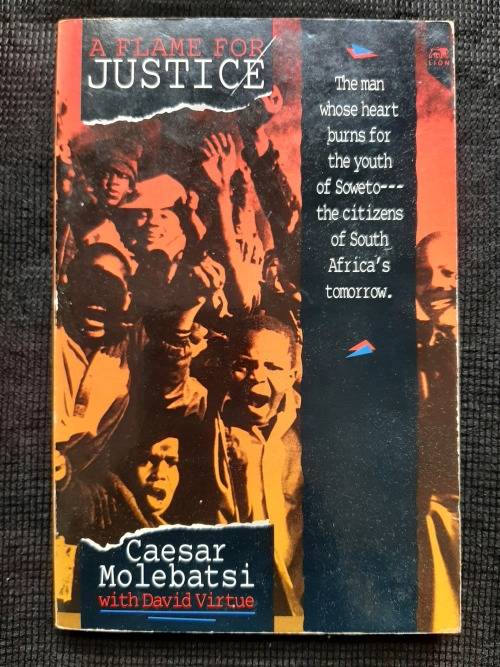 A FLAME FOR
JUSTICE
LION
The man
whose heart
burns for
the youth
of Soweto---
the citizens
of South
Africa's
tomorrow.
Caesar
Molebatsi
with David Virtue